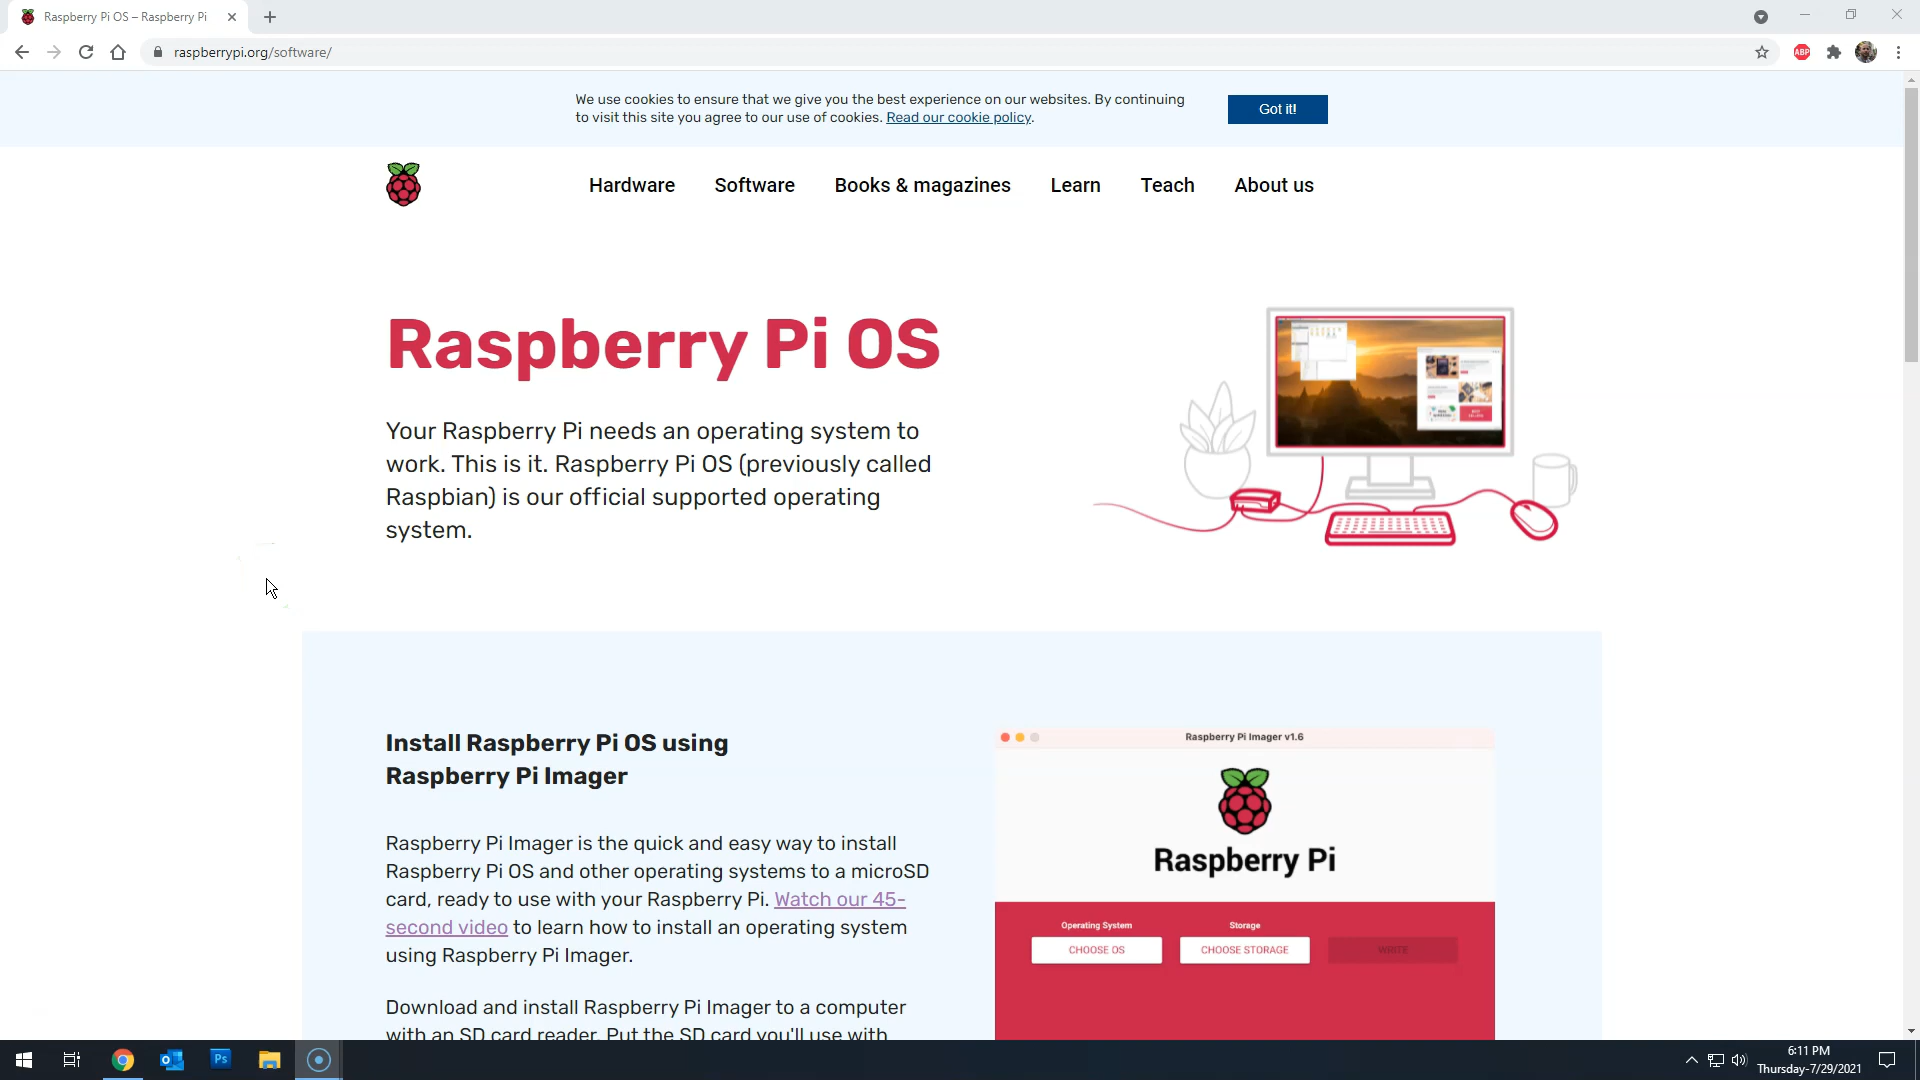 Raspberry Pi OS – Raspberry Pi
raspberrypi.org/software/
ABP
We use cookies to ensure that we give you the best experience on our websites. By continuing
to visit this site you agree to our use of cookies. Read our cookie policy.
Got it!
Hardware
Software
Books & magazines
Learn
Teach
About us
Raspberry Pi OS
Your Raspberry Pi needs an operating system to
work. This is it. Raspberry Pi OS (previously called
Raspbian) is our official supported operating
system.
Install Raspberry Pi OS using
Raspberry Pi Imager
Raspberry Pi Imager is the quick and easy way to install
Raspberry Pi OS and other operating systems to a microSD
card, ready to use with your Raspberry Pi. Watch our 45-
second video to learn how to install an operating system
using Raspberry Pi Imager.
Download and install Raspberry Pi Imager to a computer
with an SD card reader. Put the SD card you'll use with
Raspberry Pi Imager v1.6
Raspberry Pi
Operating System
Storage
CHOOSE OS
CHOOSE STORAGE
WRITE
Ps
6:11 PM
Thursday-7/29/2021